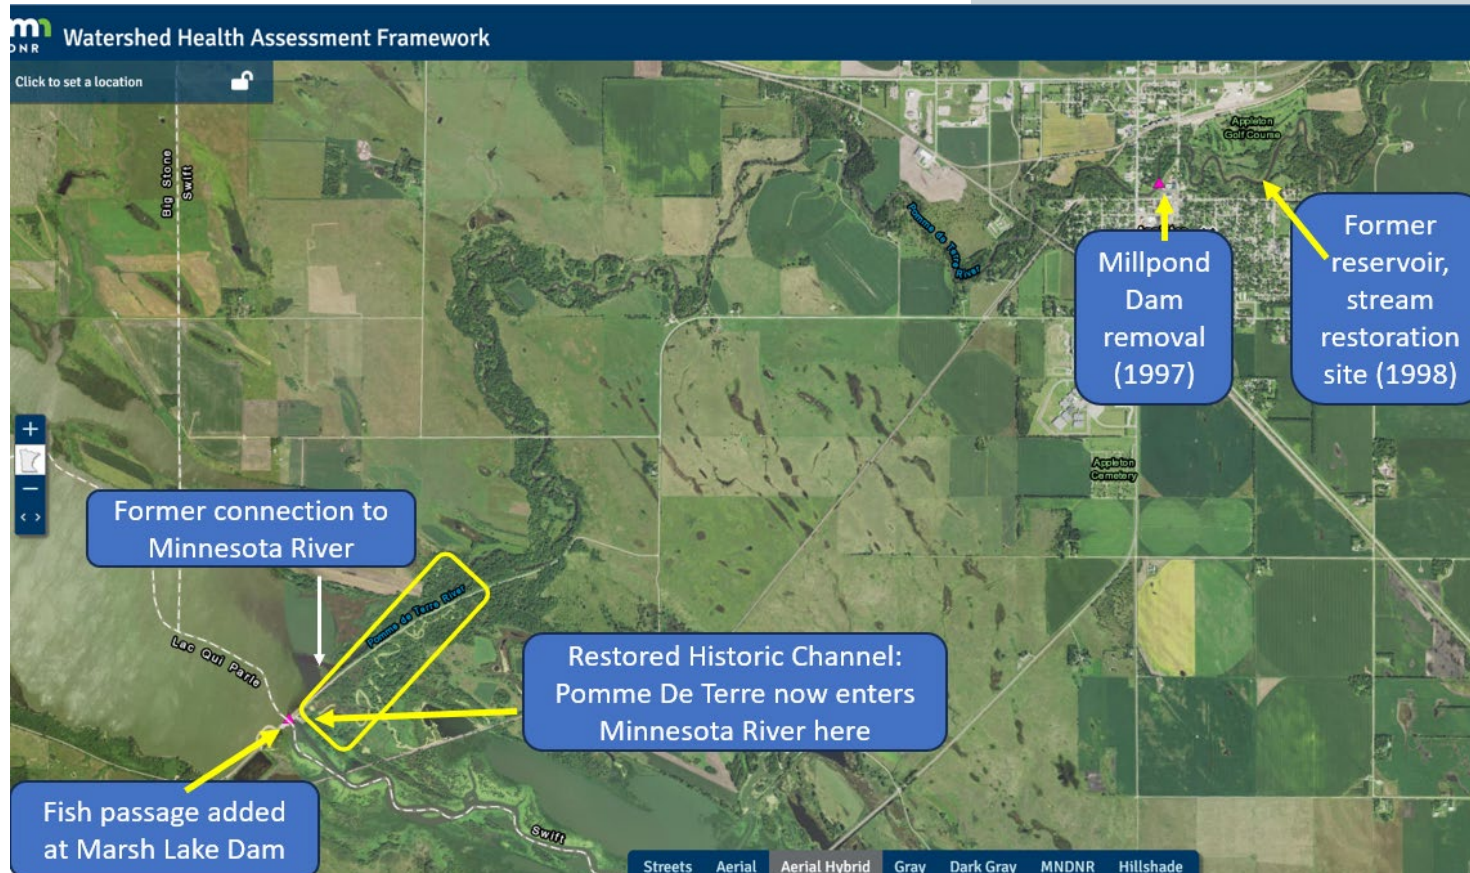 mn
DNR
Watershed Health Assessment Framework
Click to set a location
Big Stone
Swift
Appleton
Golf Course
Pomme de Terre
River
Millpond
Dam
removal
(1997)
Former
reservoir,
stream
restoration
site (1998)
Appleton
Cemetery
+
−
< >
Former connection to
Minnesota River
Pomme de Terre River
Lac Qui Parle
Restored Historic Channel:
Pomme De Terre now enters
Minnesota River here
Fish passage added
at Marsh Lake Dam
Swift
Streets Aerial Aerial Hybrid Gray Dark Gray MNDNR Hillshade